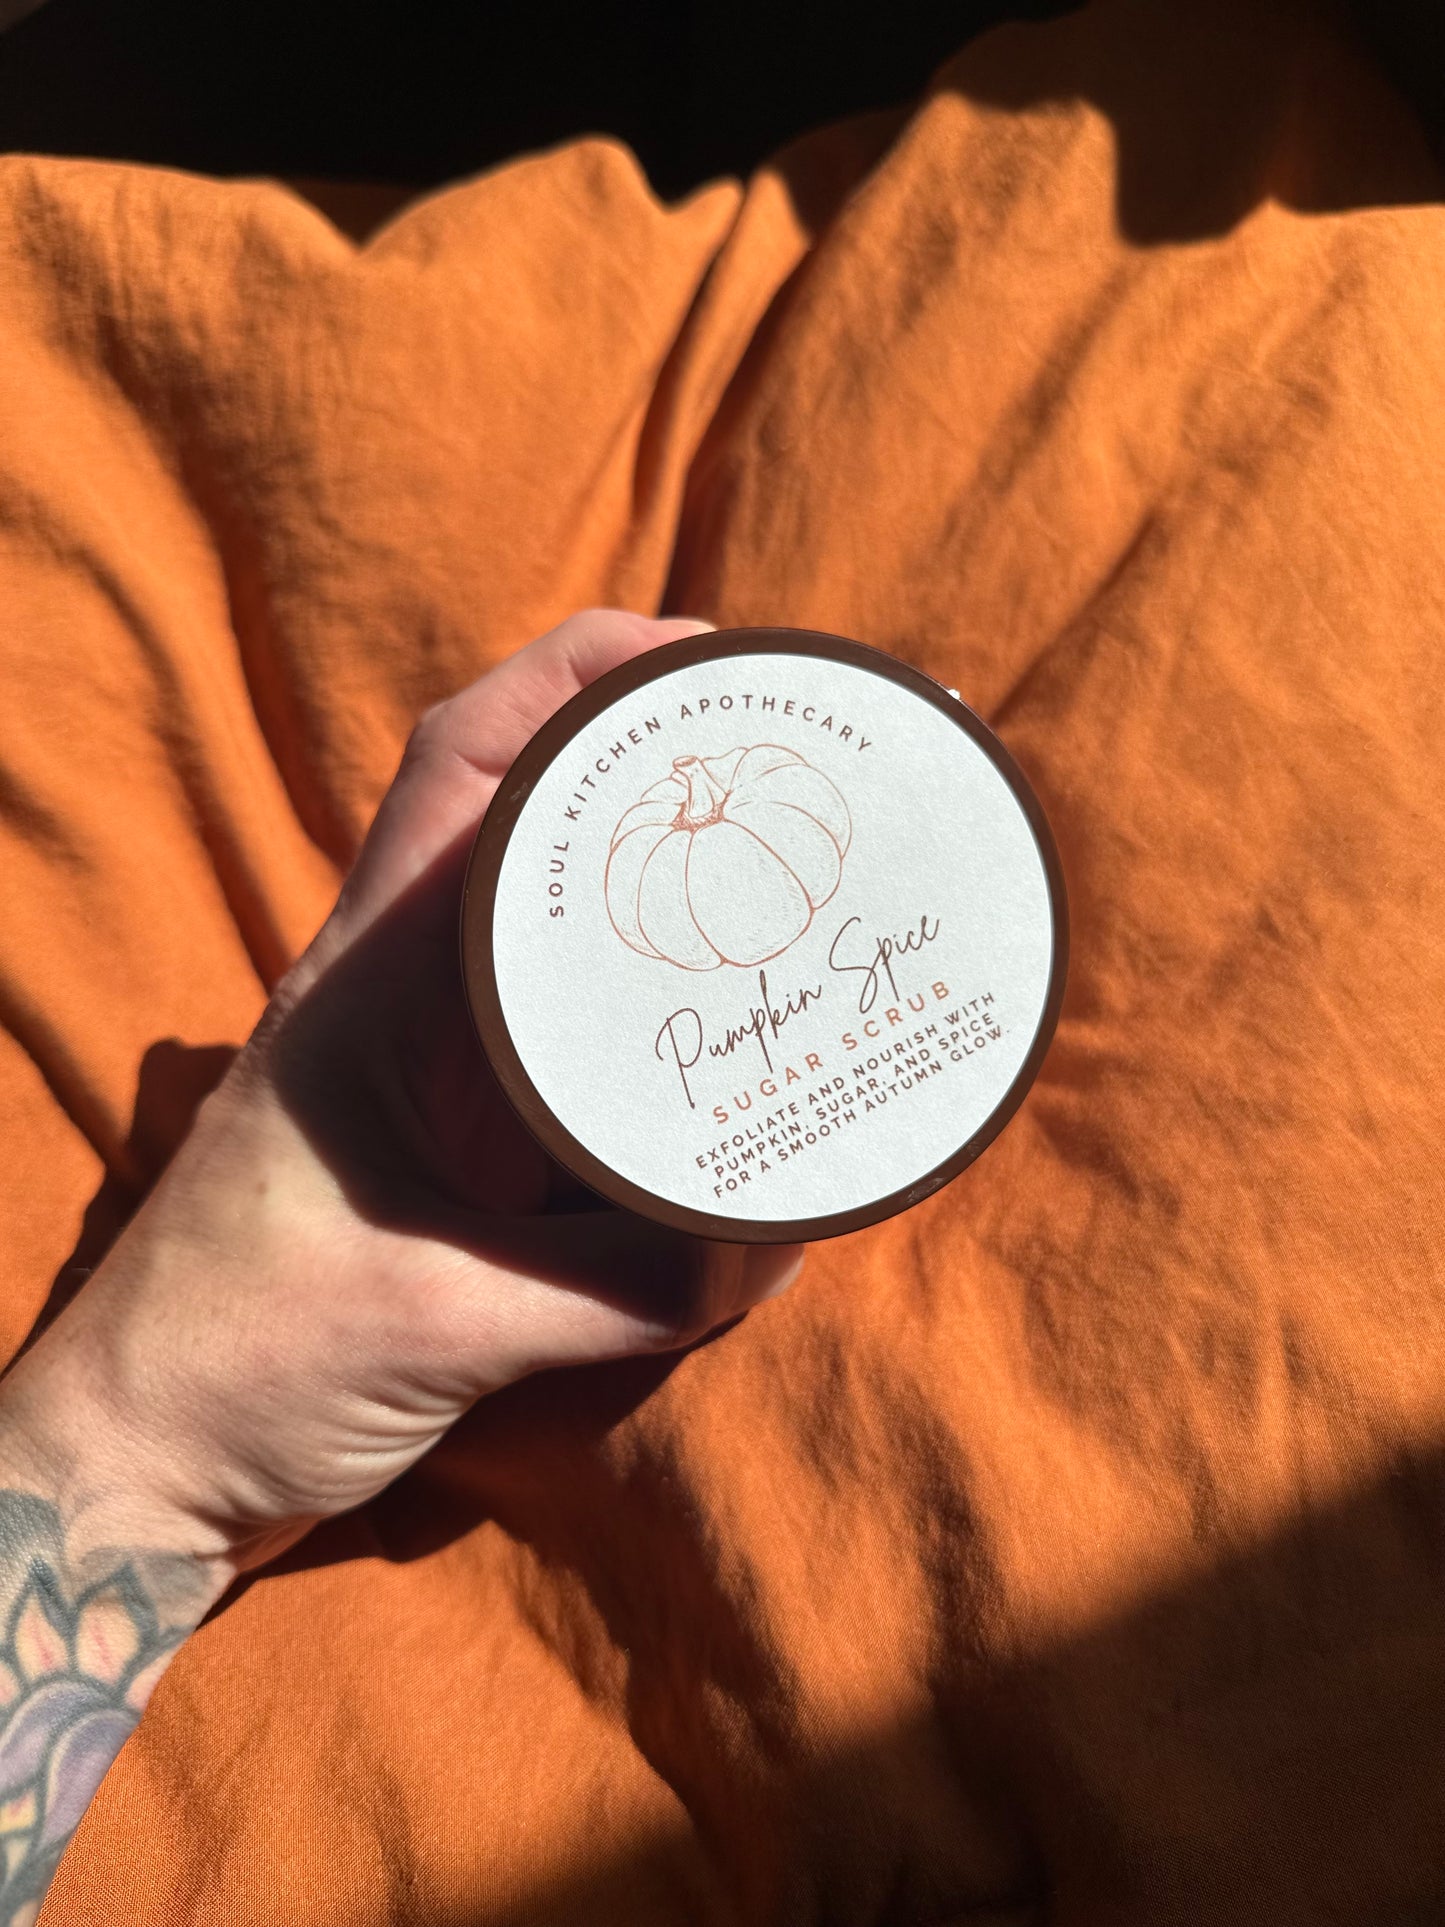 SOUL KITCHEN APOTHECARY
Pumpkin Spice
SUGAR SCRUB
EXFOLIATE AND NOURISH WITH
PUMPKIN, SUGAR, AND SPICE
FOR A SMOOTH AUTUMN GLOW.